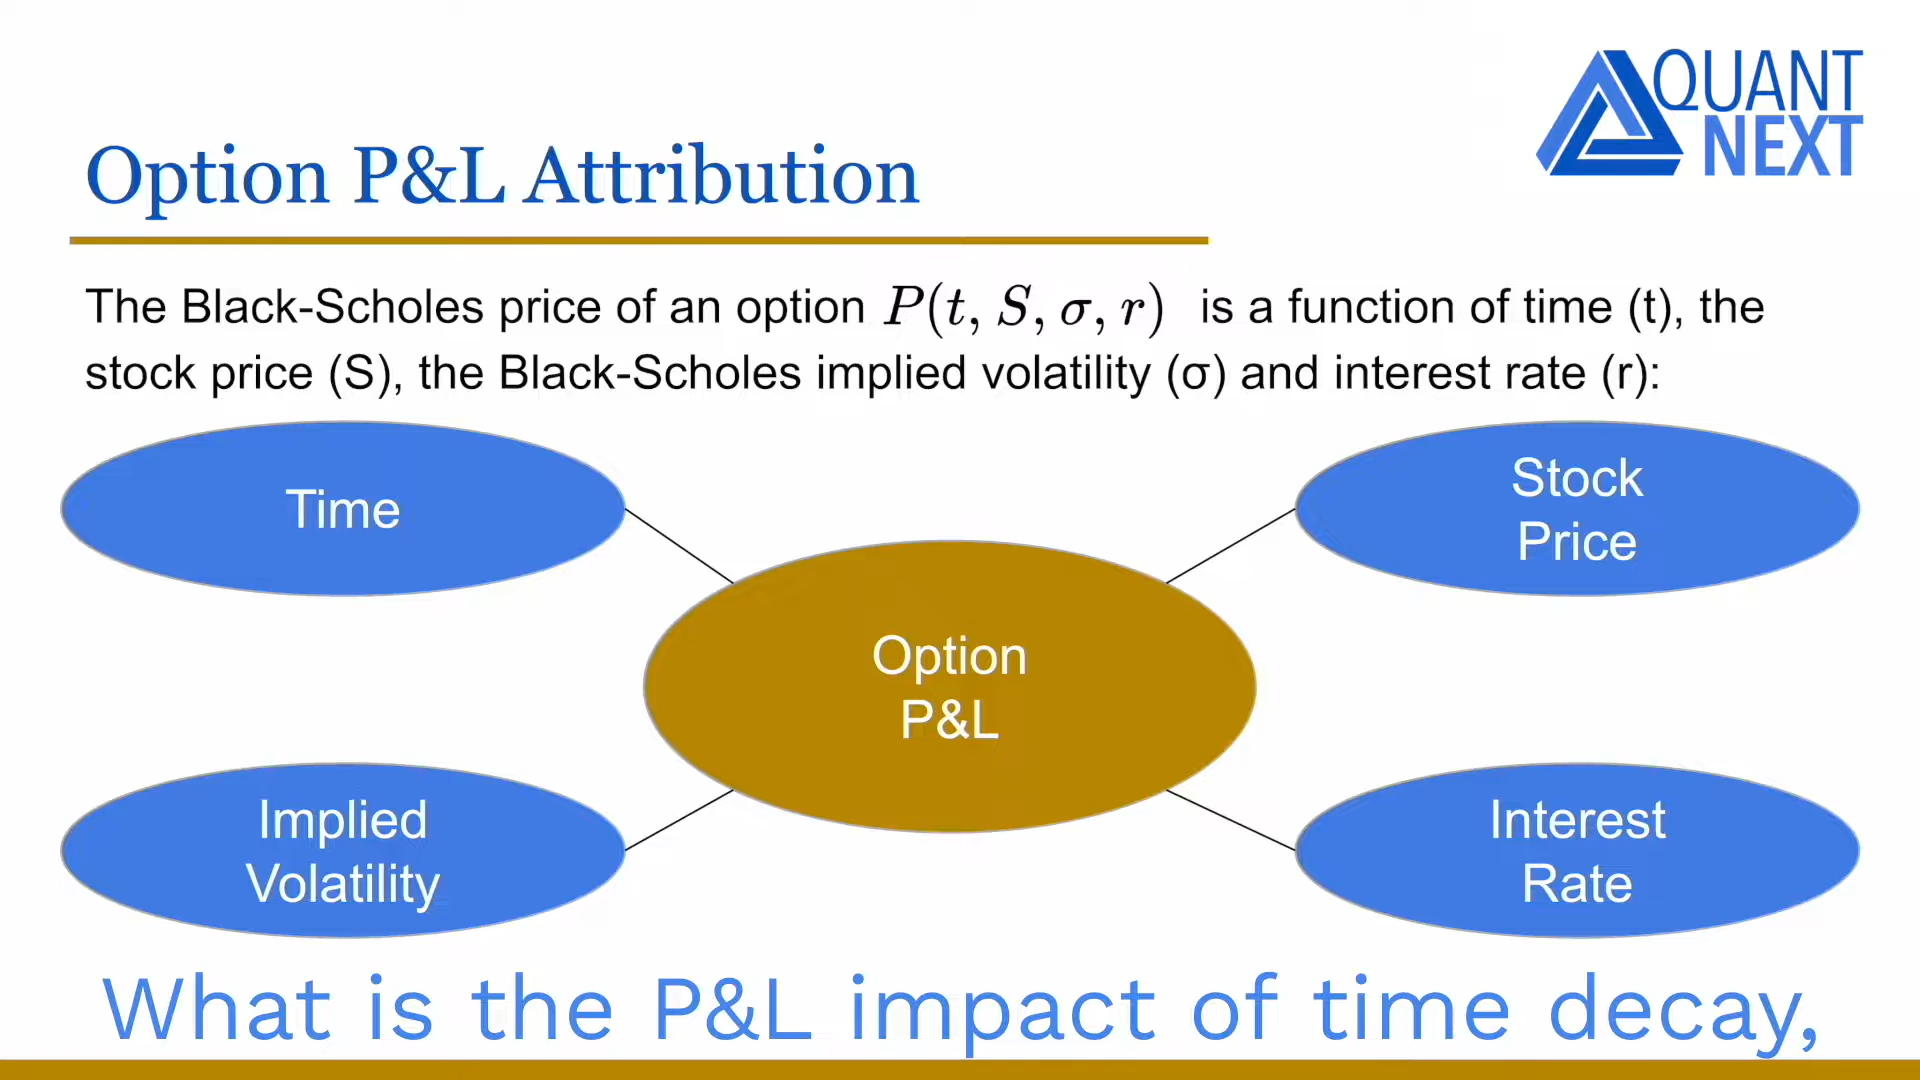 QUANT
NEXT
Option P&L Attribution
The Black-Scholes price of an option P(t, S, σ, r) is a function of time (t), the
stock price (S), the Black-Scholes implied volatility (σ) and interest rate (r):
Time
Stock
Price
Option
P&L
Implied
Volatility
Interest
Rate
What is the P&L impact of time decay,